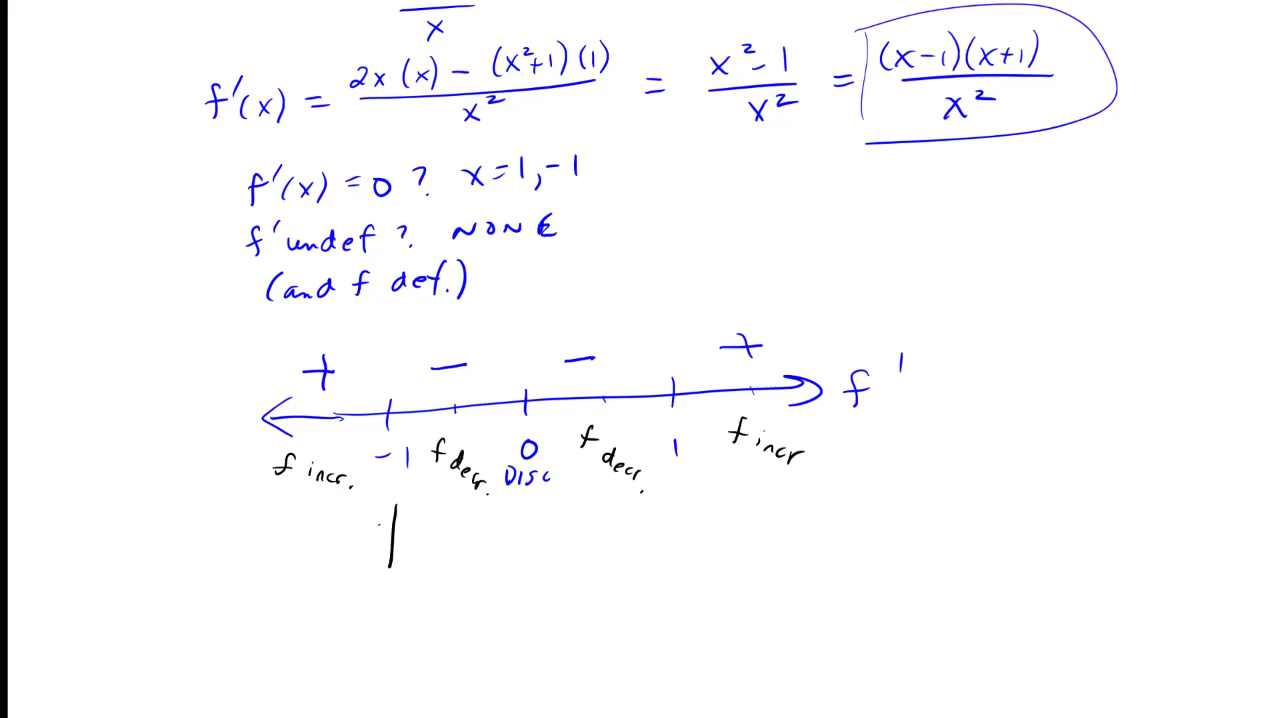 x
f'(x) = 2x(x) - (x²+1)(1) / x² = x²-1 / x² = (x-1)(x+1) / x²
f'(x) = 0 ? x = 1, -1
f' undef ? NONE
(and f def.)
+ - - + f'
-1 0 1
DISC
f incr. f decr. f decr. f incr